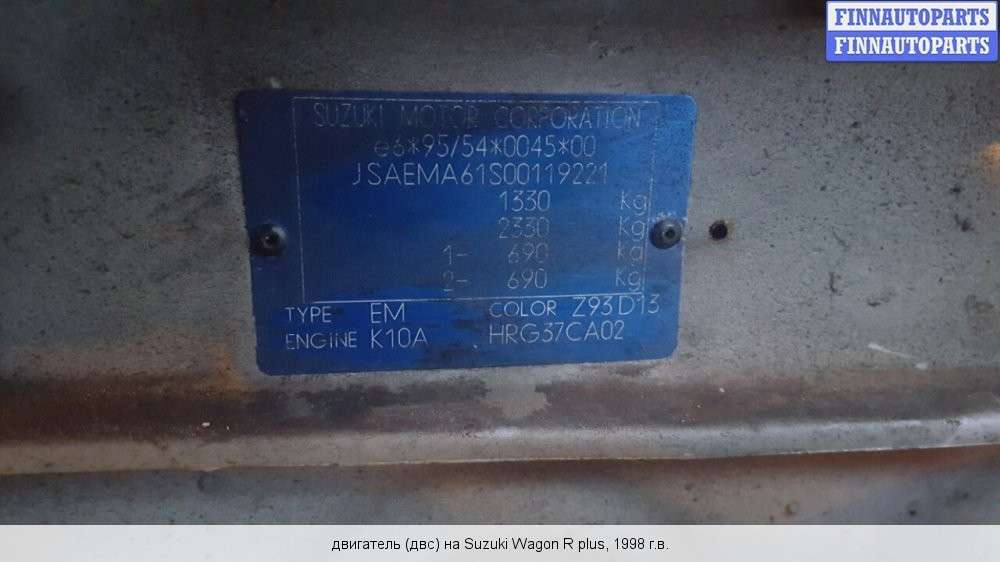 FINNAUTOPARTS
FINNAUTOPARTS
SUZUKI MOTOR CORPORATION
e6*95/54*0045*00
JSAEMA61S00119221
1330 Kg
2330 Kg
1- 690 Kg
2- 690 Kg
TYPE EM COLOR Z93 D13
ENGINE K10A HRG37CA02
двигатель (двс) на Suzuki Wagon R plus, 1998 г.в.